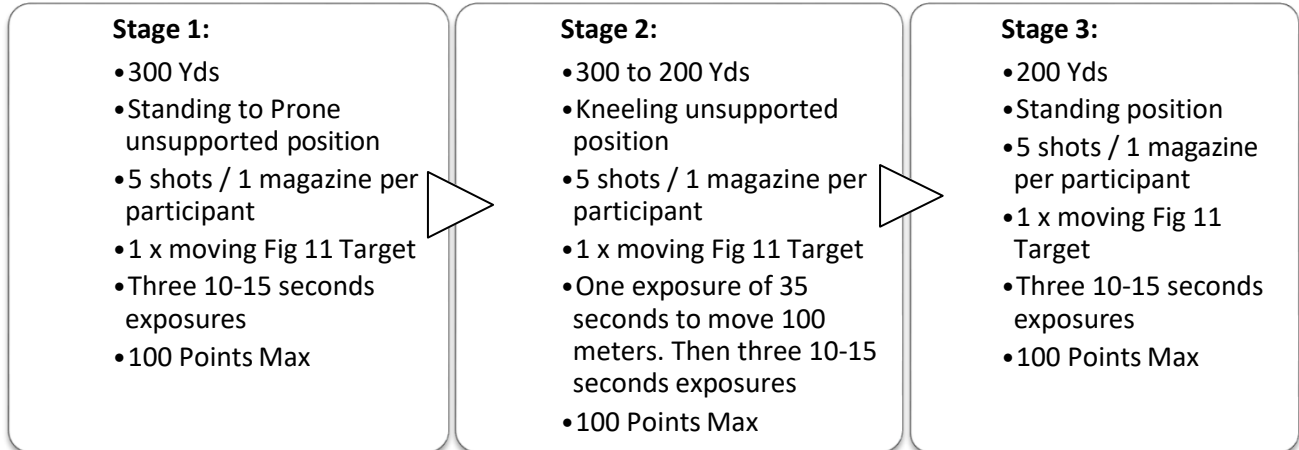 Stage 1:
•300 Yds
•Standing to Prone
unsupported position
•5 shots / 1 magazine per
participant
•1 x moving Fig 11 Target
•Three 10-15 seconds
exposures
•100 Points Max
Stage 2:
•300 to 200 Yds
•Kneeling unsupported
position
•5 shots / 1 magazine per
participant
•1 x moving Fig 11 Target
•One exposure of 35
seconds to move 100
meters. Then three 10-15
seconds exposures
•100 Points Max
Stage 3:
•200 Yds
•Standing position
•5 shots / 1 magazine
per participant
•1 x moving Fig 11
Target
•Three 10-15 seconds
exposures
•100 Points Max